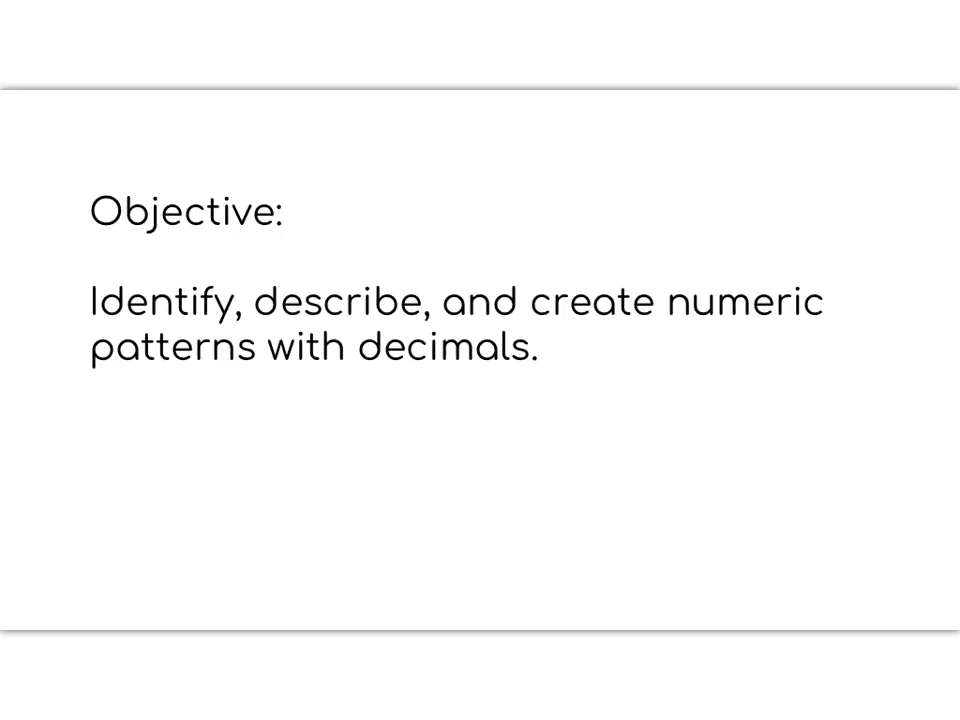 Objective:
Identify, describe, and create numeric
patterns with decimals.